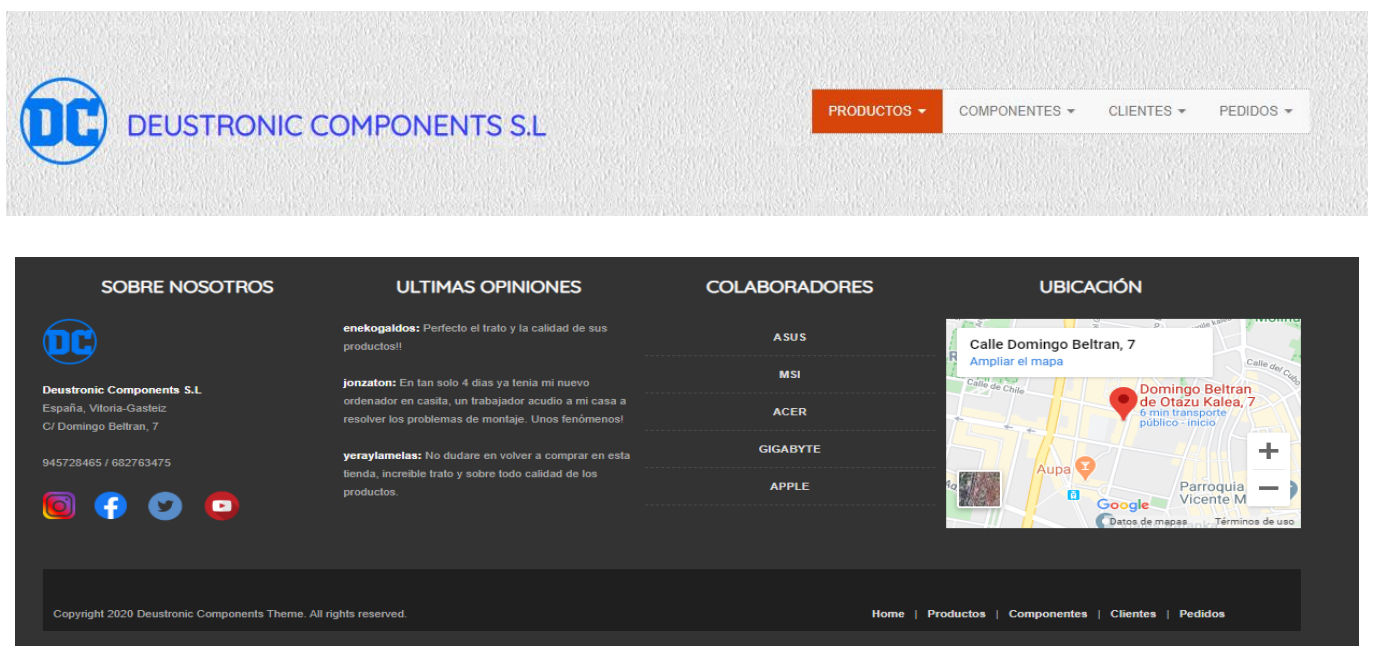 DC
DEUSTRONIC COMPONENTS S.L
PRODUCTOS
COMPONENTES
CLIENTES
PEDIDOS
SOBRE NOSOTROS
DC
Deustronic Components S.L
España, Vitoria-Gasteiz
C/ Domingo Beltran, 7
945728465 / 682763475
ULTIMAS OPINIONES
enekogaldos: Perfecto el trato y la calidad de sus
productos!!
jonzaton: En tan solo 4 dias ya tenia mi nuevo
ordenador en casita, un trabajador acudio a mi casa a
resolver los problemas de montaje. Unos fenómenos!
yeraylamelas: No dudare en volver a comprar en esta
tienda, increible trato y sobre todo calidad de los
productos.
COLABORADORES
ASUS
MSI
ACER
GIGABYTE
APPLE
UBICACIÓN
Calle Domingo Beltran, 7
Ampliar el mapa
Calle de Chile
Calle del Cubo
Domingo Beltran
de Otazu Kalea, 7
6 min transporte
público - inicio
Aupa
Parroquia
Vicente M
Google
Datos de mapas
Términos de uso
Copyright 2020 Deustronic Components Theme. All rights reserved.
Home | Productos | Componentes | Clientes | Pedidos